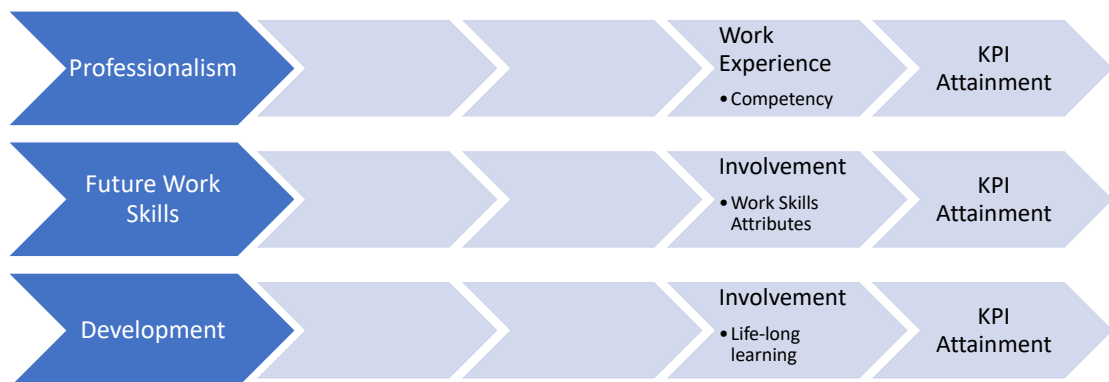 Professionalism
Work
Experience
• Competency
KPI
Attainment
Future Work
Skills
Involvement
• Work Skills
Attributes
KPI
Attainment
Development
Involvement
• Life-long
learning
KPI
Attainment